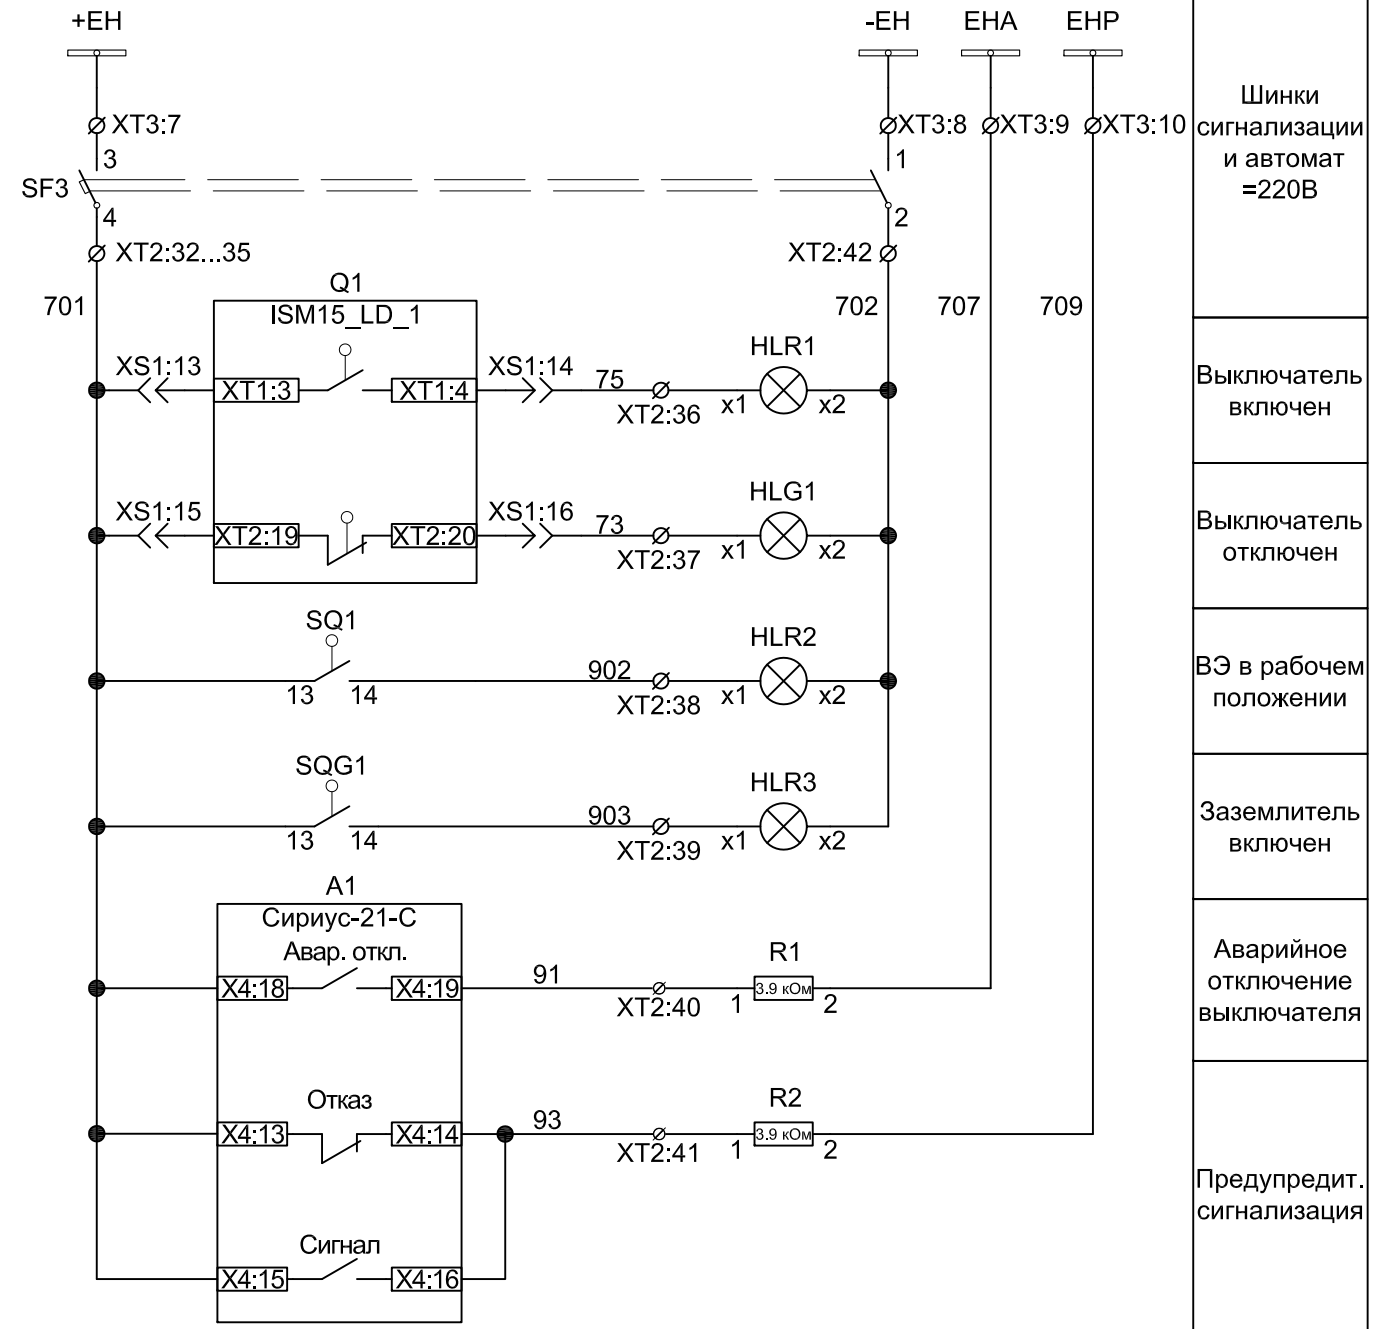 +EH
-EH
EHA
EHP
XT3:7
XT3:8
XT3:9
XT3:10
Шинки
сигнализации
и автомат
=220В
3
1
SF3
4
2
XT2:32...35
XT2:42
701
702
707
709
Q1
ISM15_LD_1
XS1:13
XT1:3
XT1:4
XS1:14
75
XT2:36
HLR1
x1
x2
Выключатель
включен
XS1:15
XT2:19
XT2:20
XS1:16
73
XT2:37
HLG1
x1
x2
Выключатель
отключен
SQ1
13
14
902
XT2:38
HLR2
x1
x2
ВЭ в рабочем
положении
SQG1
13
14
903
XT2:39
HLR3
x1
x2
Заземлитель
включен
A1
Сириус-21-С
Авар. откл.
X4:18
X4:19
91
XT2:40
R1
1
3.9 кОм
2
Аварийное
отключение
выключателя
Отказ
X4:13
X4:14
93
XT2:41
R2
1
3.9 кОм
2
Сигнал
X4:15
X4:16
Предупредит.
сигнализация